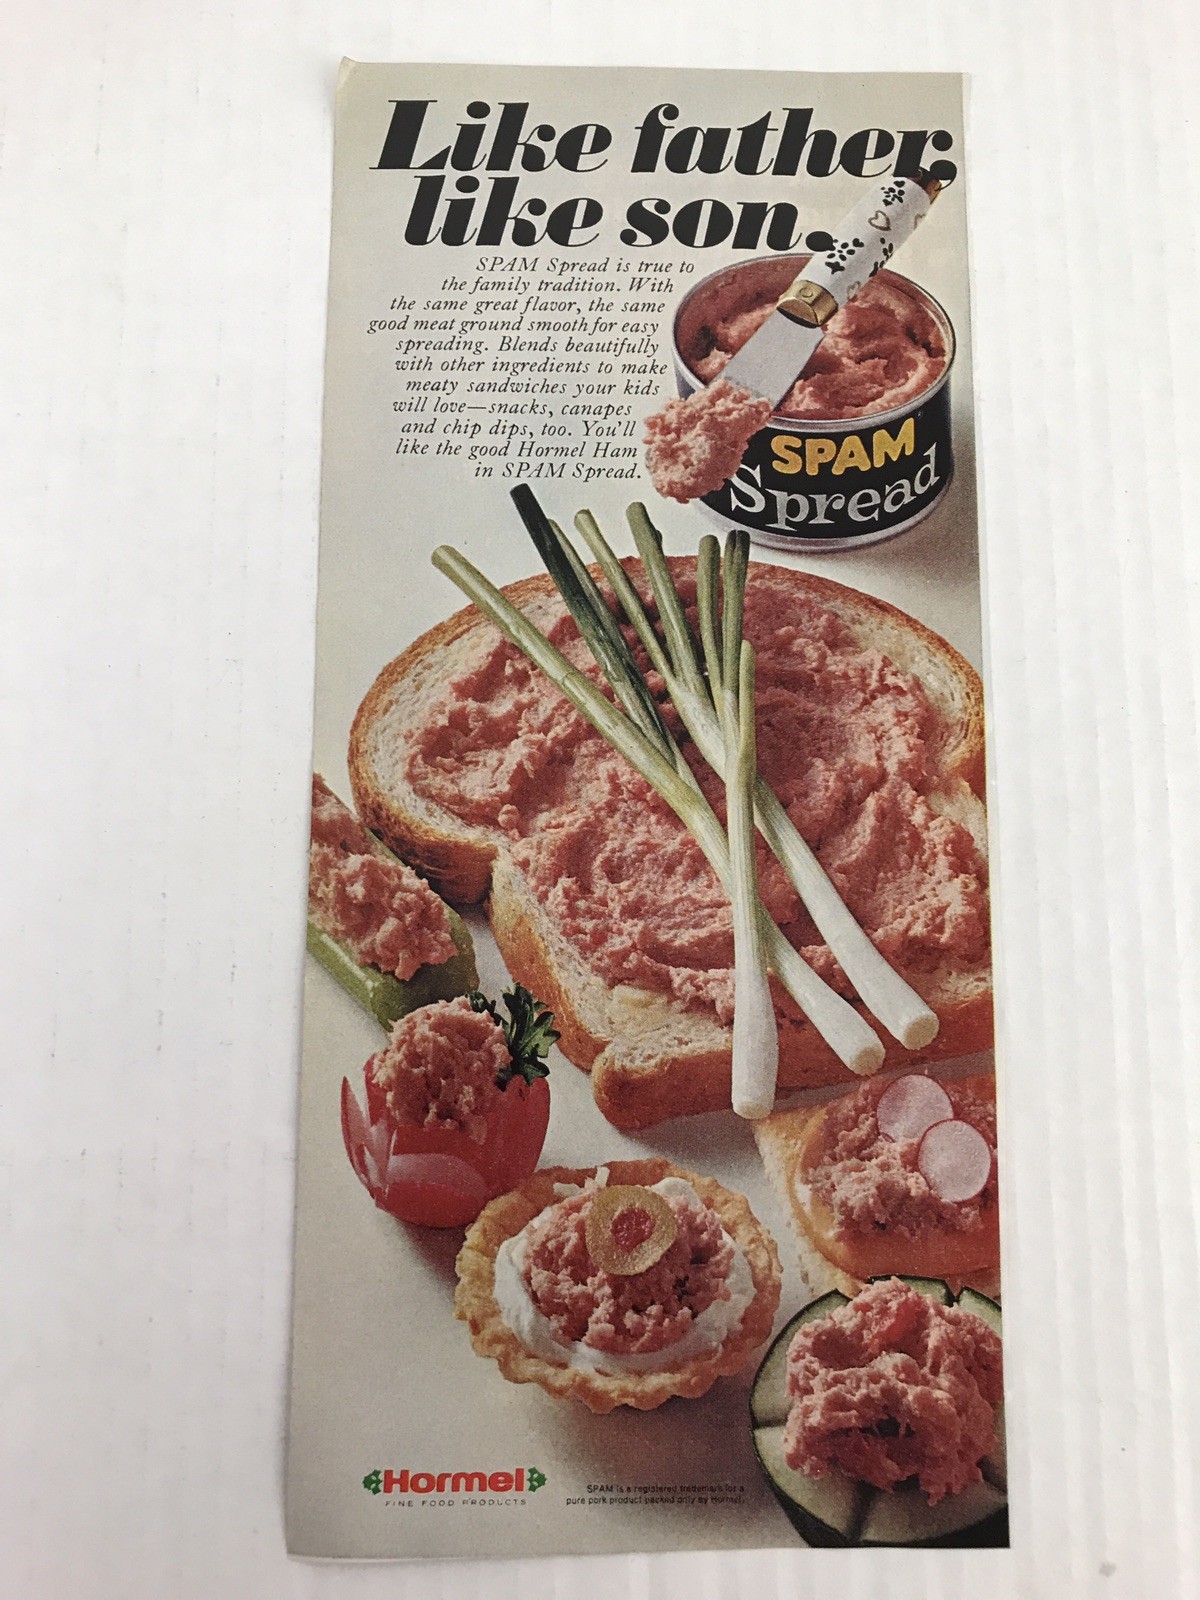 Like father,
like son.
SPAM Spread is true to
the family tradition. With
the same great flavor, the same
good meat ground smooth for easy
spreading. Blends beautifully
with other ingredients to make
meaty sandwiches your kids
will love—snacks, canapes
and chip dips, too. You'll
like the good Hormel Ham
in SPAM Spread.
SPAM
Spread
Hormel
FINE FOOD PRODUCTS
SPAM is a registered trademark for a
pure pork product packed only by Hormel.